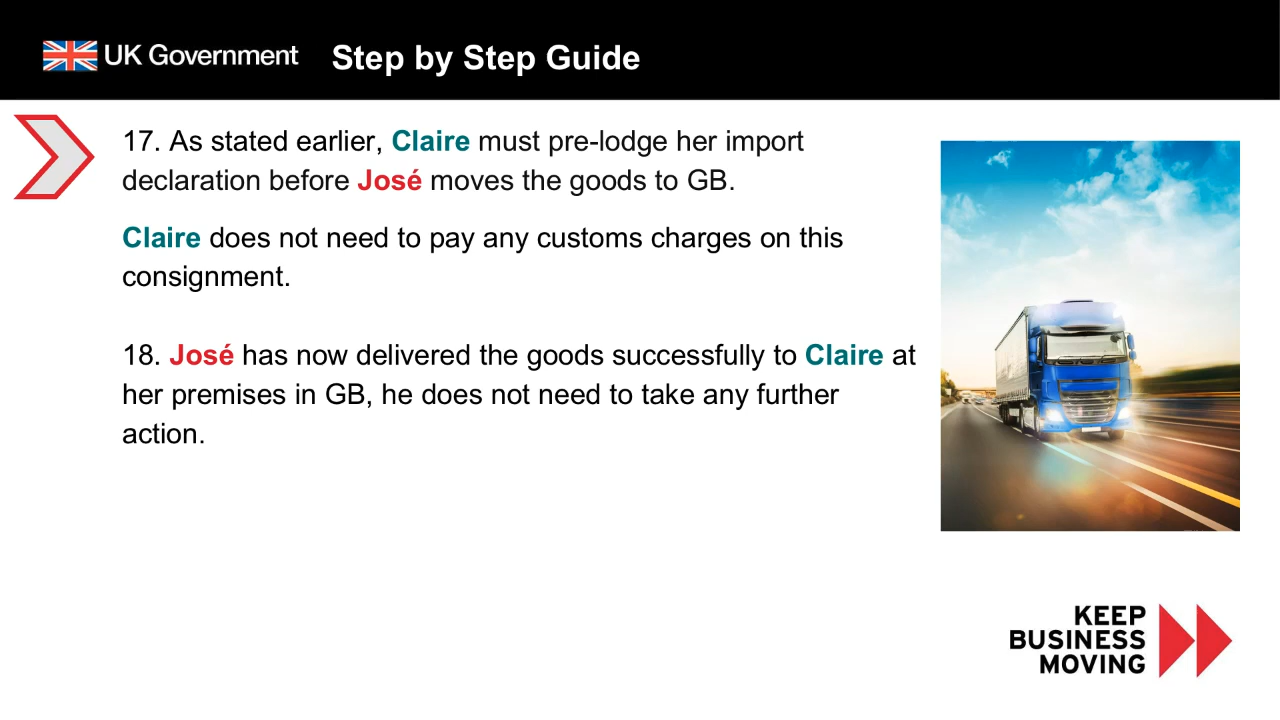 UK Government
Step by Step Guide
17. As stated earlier, Claire must pre-lodge her import
declaration before José moves the goods to GB.
Claire does not need to pay any customs charges on this
consignment.
18. José has now delivered the goods successfully to Claire at
her premises in GB, he does not need to take any further
action.
KEEP
BUSINESS
MOVING